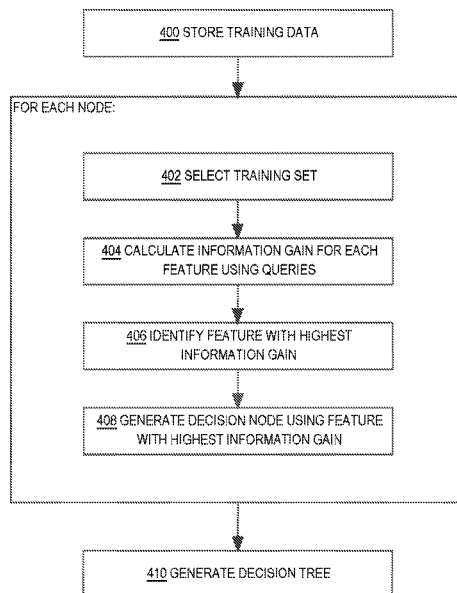 400 STORE TRAINING DATA
FOR EACH NODE:
402 SELECT TRAINING SET
404 CALCULATE INFORMATION GAIN FOR EACH
FEATURE USING QUERIES
406 IDENTIFY FEATURE WITH HIGHEST
INFORMATION GAIN
408 GENERATE DECISION NODE USING FEATURE
WITH HIGHEST INFORMATION GAIN
410 GENERATE DECISION TREE